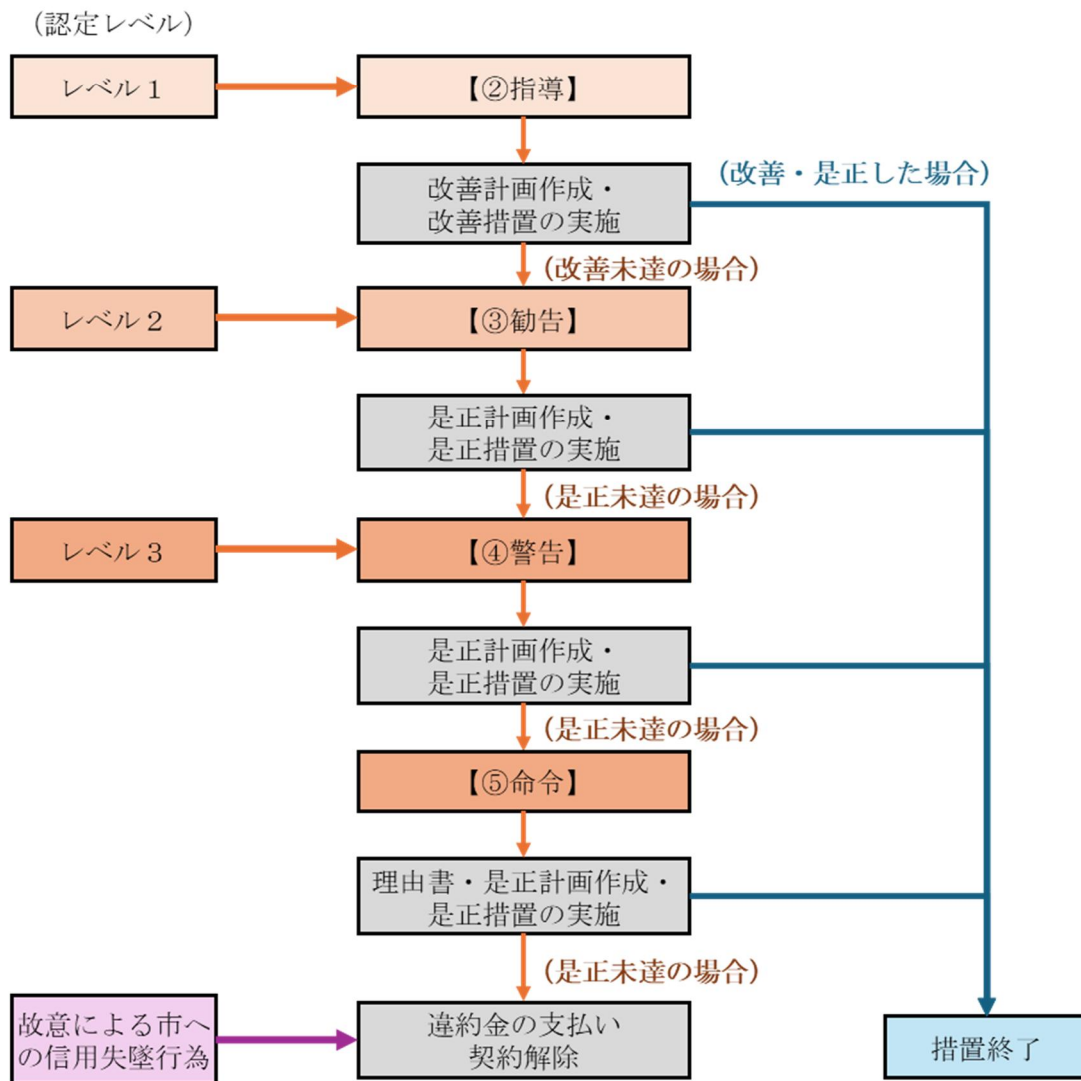 （認定レベル）
レベル１
【②指導】
改善計画作成・
改善措置の実施
（改善・是正した場合）
（改善未達の場合）
レベル２
【③勧告】
是正計画作成・
是正措置の実施
（是正未達の場合）
レベル３
【④警告】
是正計画作成・
是正措置の実施
（是正未達の場合）
【⑤命令】
理由書・是正計画作成・
是正措置の実施
（是正未達の場合）
故意による市へ
の信用失墜行為
違約金の支払い
契約解除
措置終了